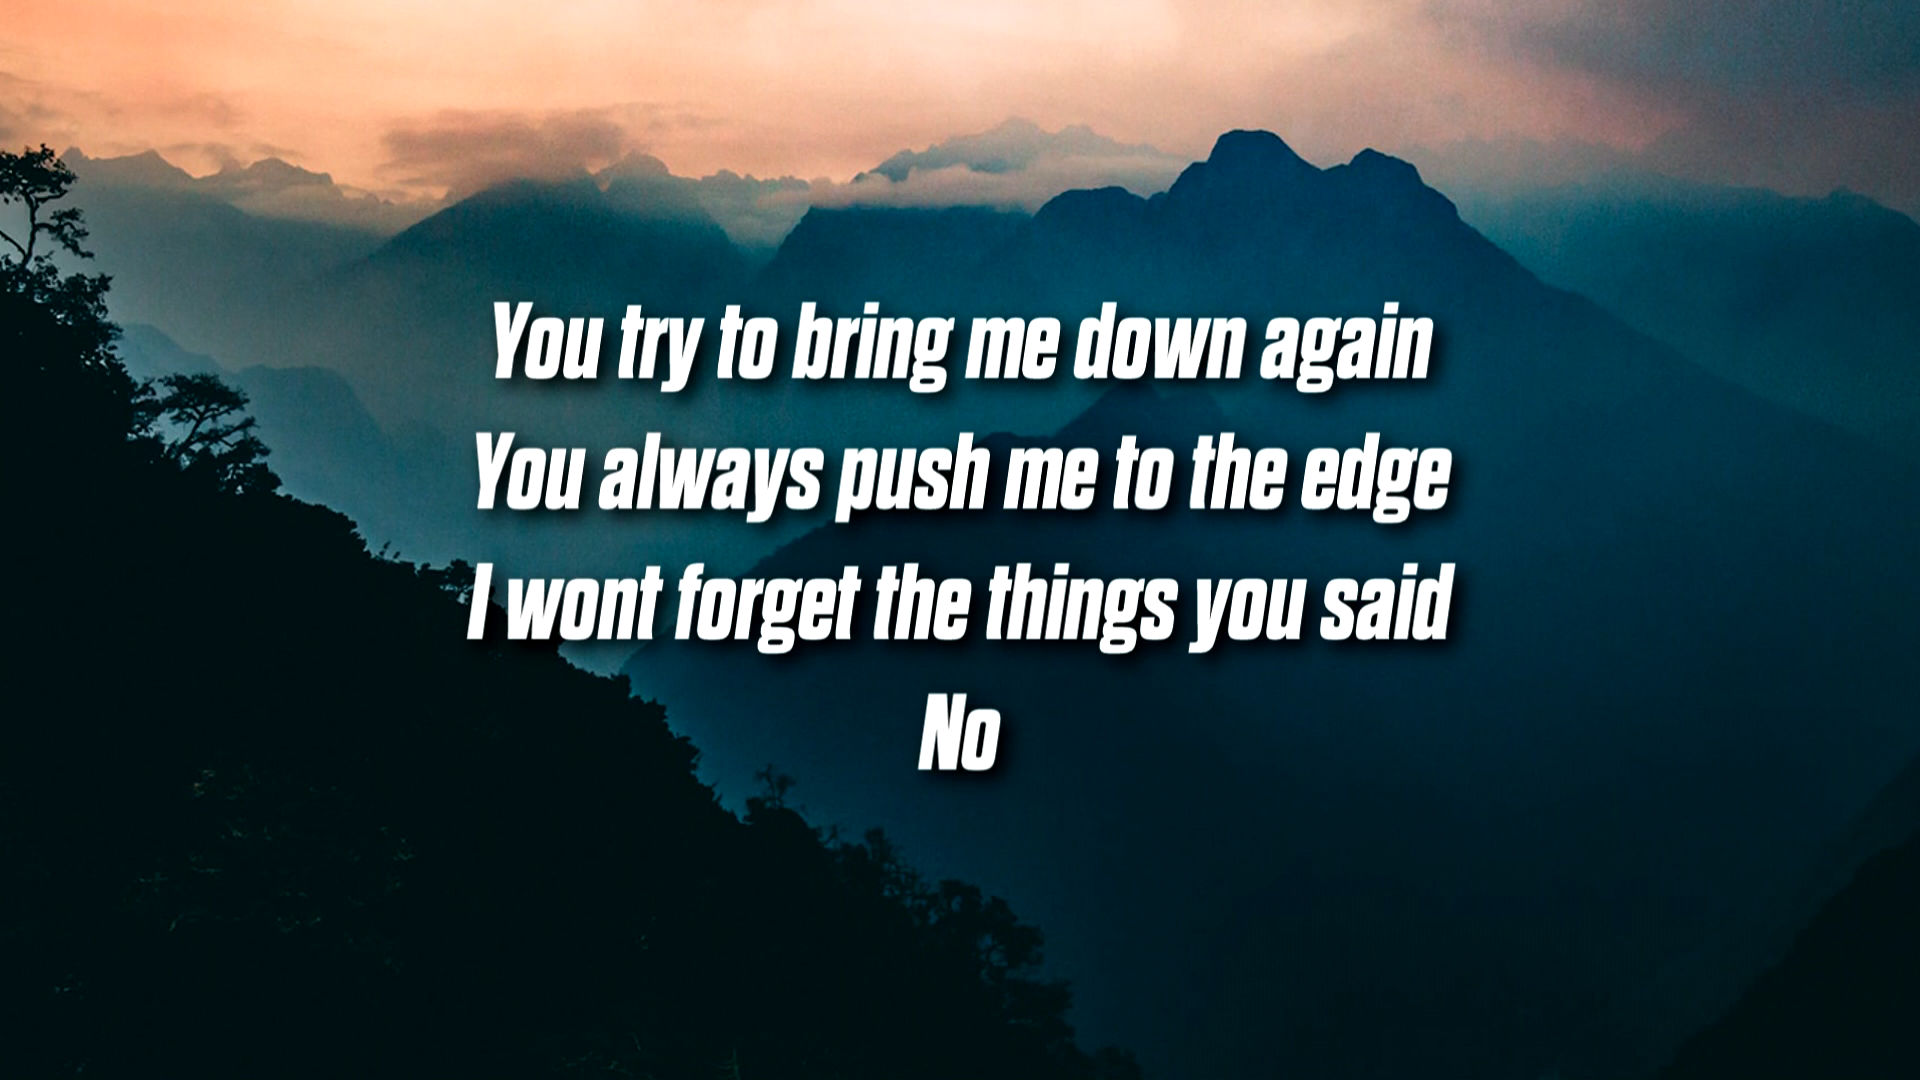 You try to bring me down again
You always push me to the edge
I wont forget the things you said
No